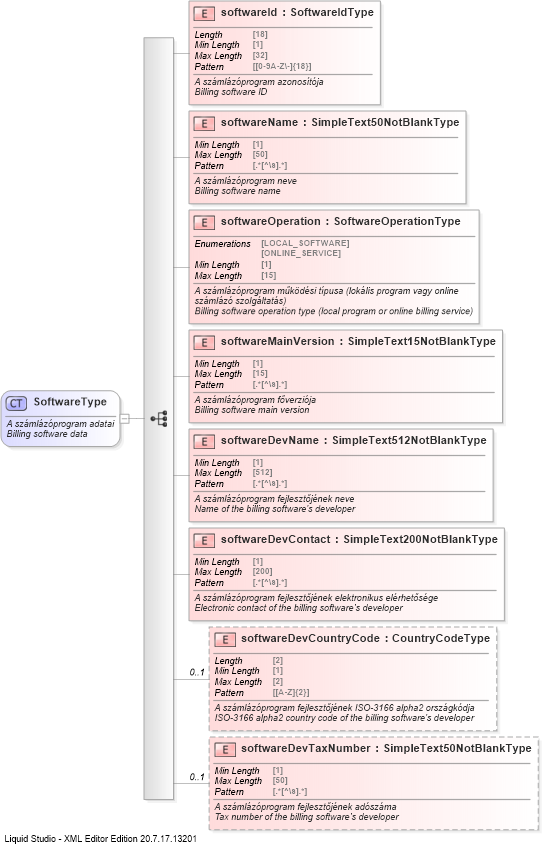 E softwareId : SoftwareIdType
Length [18]
Min Length [1]
Max Length [32]
Pattern [[0-9A-Z\-]{18}]
A számlázóprogram azonosítója
Billing software ID
E softwareName : SimpleText50NotBlankType
Min Length [1]
Max Length [50]
Pattern [.*[^\s].*]
A számlázóprogram neve
Billing software name
E softwareOperation : SoftwareOperationType
Enumerations [LOCAL_SOFTWARE]
[ONLINE_SERVICE]
Min Length [1]
Max Length [15]
A számlázóprogram működési típusa (lokális program vagy online
számlázó szolgáltatás)
Billing software operation type (local program or online billing service)
E softwareMainVersion : SimpleText15NotBlankType
Min Length [1]
Max Length [15]
Pattern [.*[^\s].*]
A számlázóprogram főverziója
Billing software main version
CT SoftwareType
A számlázóprogram adatai
Billing software data
E softwareDevName : SimpleText512NotBlankType
Min Length [1]
Max Length [512]
Pattern [.*[^\s].*]
A számlázóprogram fejlesztőjének neve
Name of the billing software's developer
E softwareDevContact : SimpleText200NotBlankType
Min Length [1]
Max Length [200]
Pattern [.*[^\s].*]
A számlázóprogram fejlesztőjének elektronikus elérhetősége
Electronic contact of the billing software's developer
0..1
E softwareDevCountryCode : CountryCodeType
Length [2]
Min Length [1]
Max Length [2]
Pattern [[A-Z]{2}]
A számlázóprogram fejlesztőjének ISO-3166 alpha2 országkódja
ISO-3166 alpha2 country code of the billing software's developer
0..1
E softwareDevTaxNumber : SimpleText50NotBlankType
Min Length [1]
Max Length [50]
Pattern [.*[^\s].*]
A számlázóprogram fejlesztőjének adószáma
Tax number of the billing software's developer
Liquid Studio - XML Editor Edition 20.7.17.13201